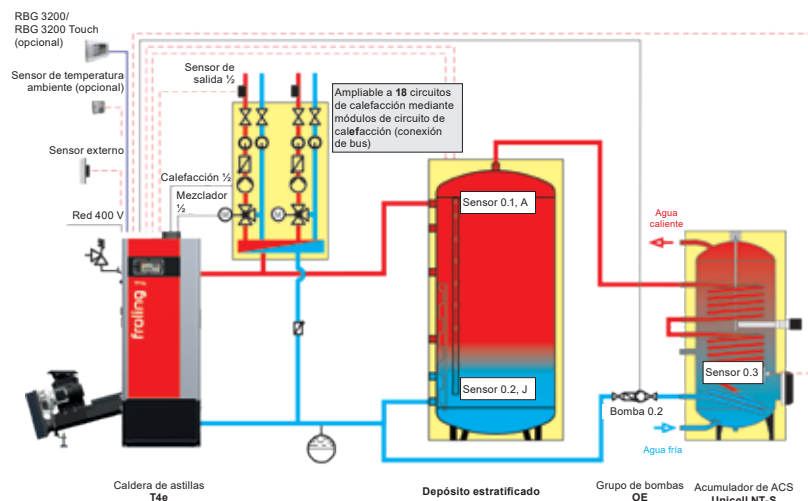 RBG 3200/
RBG 3200 Touch
(opcional)
Sensor de temperatura
ambiente (opcional)
Sensor externo
Red 400 V
Sensor de
salida ½
Calefacción ½
Mezclador
½
M
M
Ampliable a 18 circuitos
de calefacción mediante
módulos de circuito de
calefacción (conexión
de bus)
Sensor 0.1, A
Sensor 0.2, J
Agua
caliente
Sensor 0.3
Bomba 0.2
Agua fría
froling
Caldera de astillas
T4e
Depósito estratificado
Grupo de bombas
OE
Acumulador de ACS
Unicell NT-S